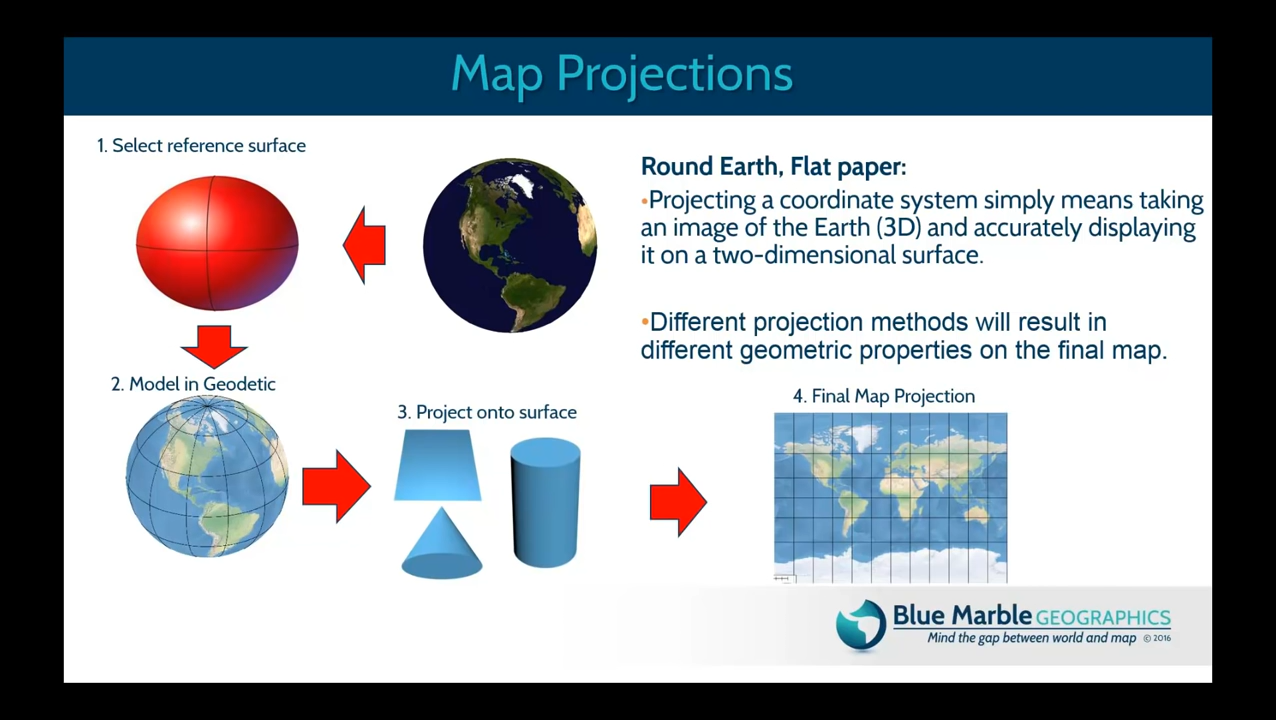 Map Projections
1. Select reference surface
Round Earth, Flat paper:
•Projecting a coordinate system simply means taking
an image of the Earth (3D) and accurately displaying
it on a two-dimensional surface.
•Different projection methods will result in
different geometric properties on the final map.
2. Model in Geodetic
3. Project onto surface
4. Final Map Projection
Blue Marble GEOGRAPHICS
Mind the gap between world and map © 2016